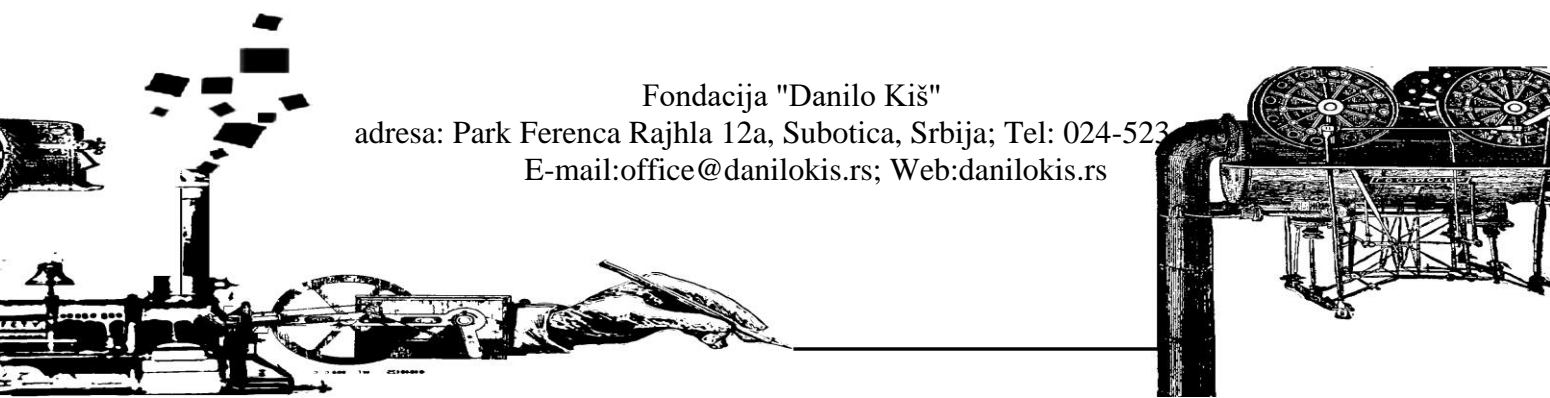 Fondacija "Danilo Kiš"
adresa: Park Ferenca Rajhla 12a, Subotica, Srbija; Tel: 024-523
E-mail:office@danilokis.rs; Web:danilokis.rs